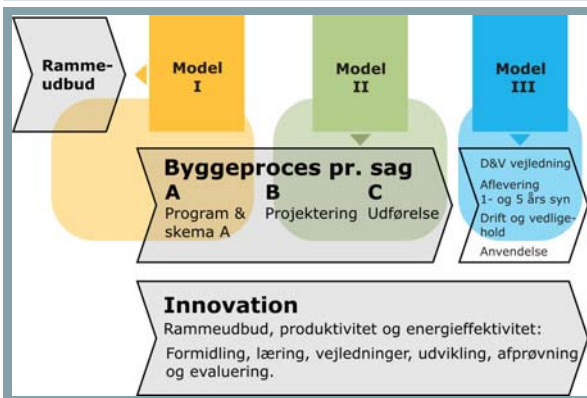 Ramme-
udbud
Model
I
Model
II
Model
III
Byggeproces pr. sag
A
Program &
skema A
B
Projektering
C
Udførelse
D&V vejledning
Aflevering
1- og 5 års syn
Drift og vedlige-
hold
Anvendelse
Innovation
Rammeudbud, produktivitet og energieffektivitet:
Formidling, læring, vejledninger, udvikling, afprøvning
og evaluering.